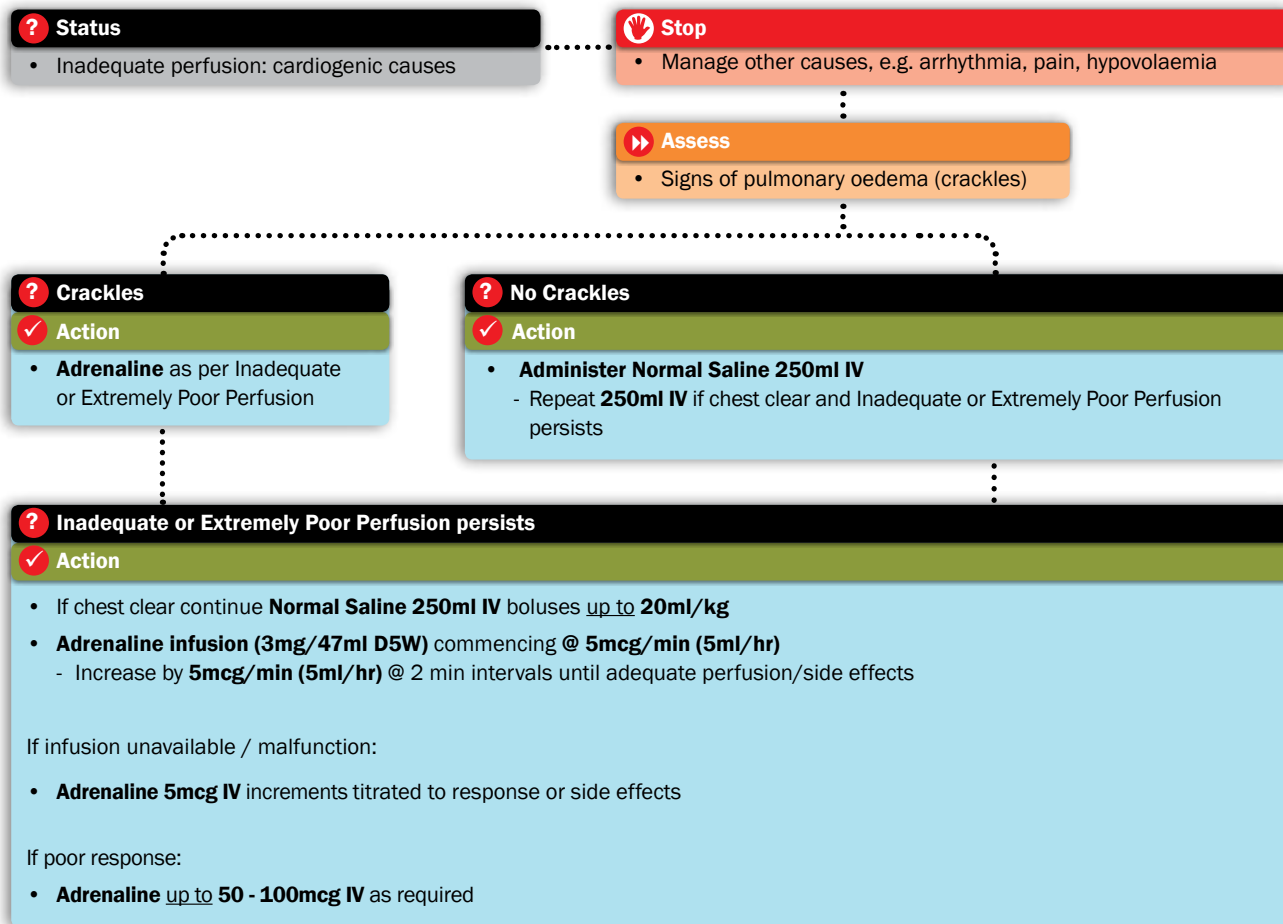 Status
• Inadequate perfusion: cardiogenic causes
Stop
• Manage other causes, e.g. arrhythmia, pain, hypovolaemia
Assess
• Signs of pulmonary oedema (crackles)
? Crackles
Action
• Adrenaline as per Inadequate
or Extremely Poor Perfusion
? No Crackles
Action
• Administer Normal Saline 250ml IV
- Repeat 250ml IV if chest clear and Inadequate or Extremely Poor Perfusion
persists
? Inadequate or Extremely Poor Perfusion persists
Action
• If chest clear continue Normal Saline 250ml IV boluses up to 20ml/kg
• Adrenaline infusion (3mg/47ml D5W) commencing @ 5mcg/min (5ml/hr)
- Increase by 5mcg/min (5ml/hr) @ 2 min intervals until adequate perfusion/side effects
If infusion unavailable / malfunction:
• Adrenaline 5mcg IV increments titrated to response or side effects
If poor response:
• Adrenaline up to 50 - 100mcg IV as required